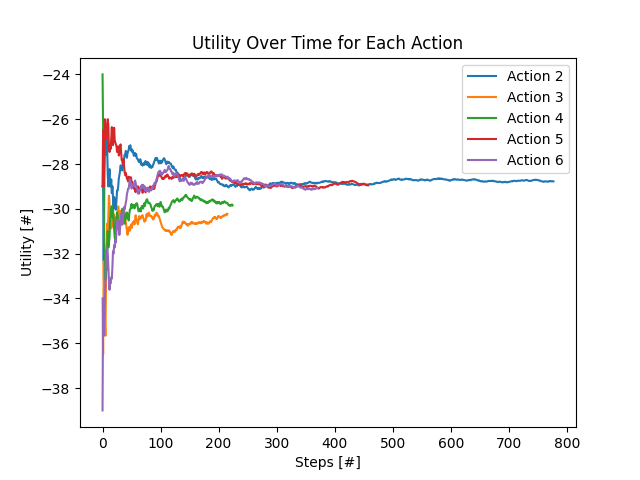 Utility Over Time for Each Action
Utility [#]
−24
−26
−28
−30
−32
−34
−36
−38
Action 2
Action 3
Action 4
Action 5
Action 6
0 100 200 300 400 500 600 700 800
Steps [#]